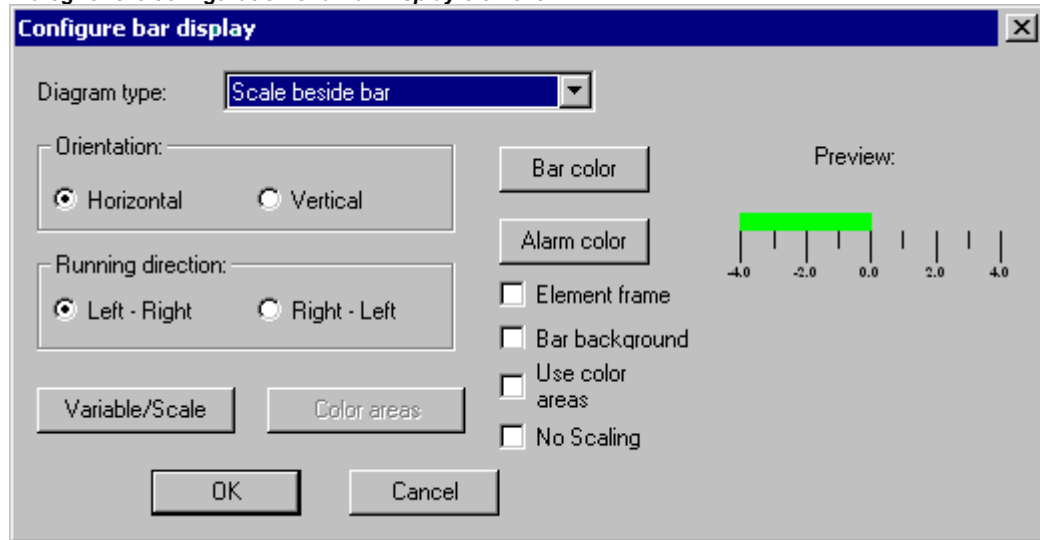 Configure bar display
Diagram type:
Scale beside bar
Orientation:
Horizontal
Vertical
Running direction:
Left - Right
Right - Left
Variable/Scale
Color areas
OK
Cancel
Bar color
Alarm color
Element frame
Bar background
Use color
areas
No Scaling
Preview:
-4.0 -2.0 0.0 2.0 4.0